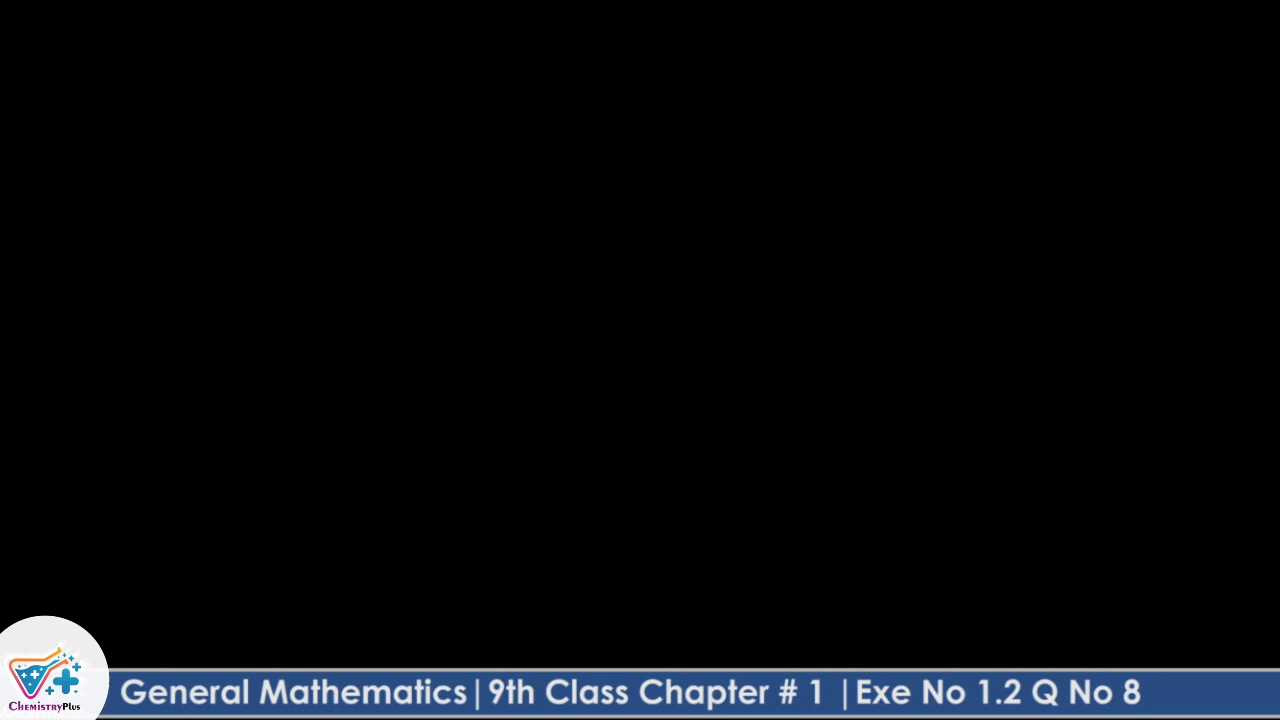 General Mathematics|9th Class Chapter # 1 |Exe No 1.2 Q No 8
ChemistryPlus